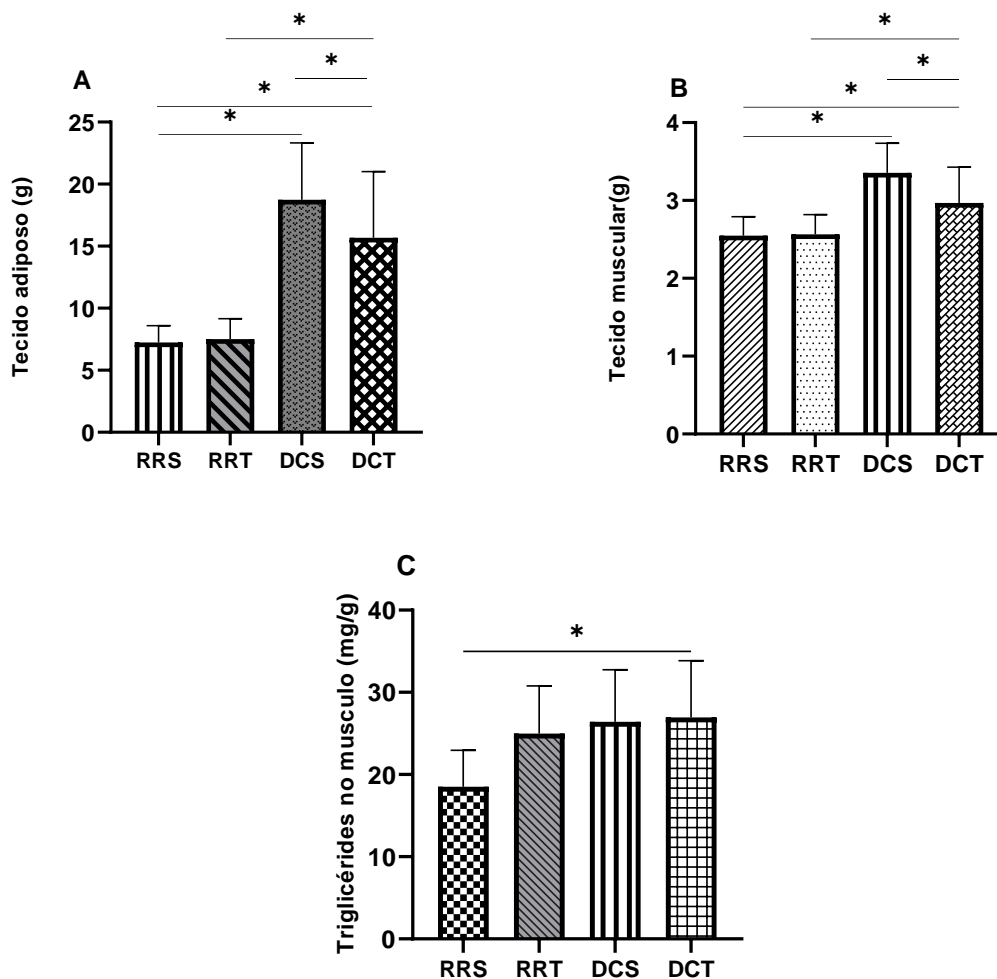 A
*
*
*
*
Tecido adiposo (g)
25
20
15
10
5
0
RRS RRT DCS DCT
B
*
*
*
*
Tecido muscular(g)
4
3
2
1
0
RRS RRT DCS DCT
C
*
Triglicérides no musculo (mg/g)
40
30
20
10
0
RRS RRT DCS DCT